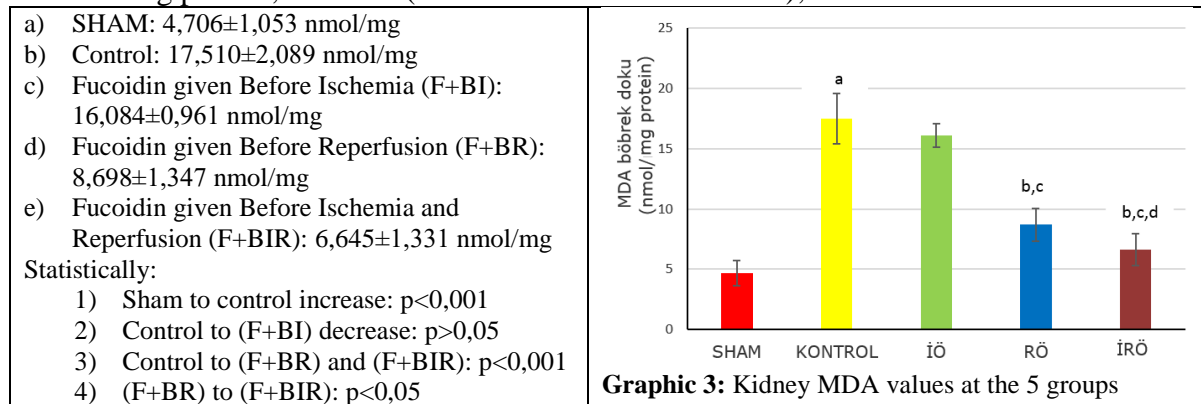 a) SHAM: 4,706±1,053 nmol/mg
b) Control: 17,510±2,089 nmol/mg
c) Fucoidin given Before Ischemia (F+BI):
16,084±0,961 nmol/mg
d) Fucoidin given Before Reperfusion (F+BR):
8,698±1,347 nmol/mg
e) Fucoidin given Before Ischemia and
Reperfusion (F+BIR): 6,645±1,331 nmol/mg
Statistically:
1) Sham to control increase: p<0,001
2) Control to (F+BI) decrease: p>0,05
3) Control to (F+BR) and (F+BIR): p<0,001
4) (F+BR) to (F+BIR): p<0,05
MDA böbrek doku
(nmol/mg protein)
25
20
15
10
5
0
a
b,c
b,c,d
SHAM KONTROL İÖ RÖ İRÖ
Graphic 3: Kidney MDA values at the 5 groups